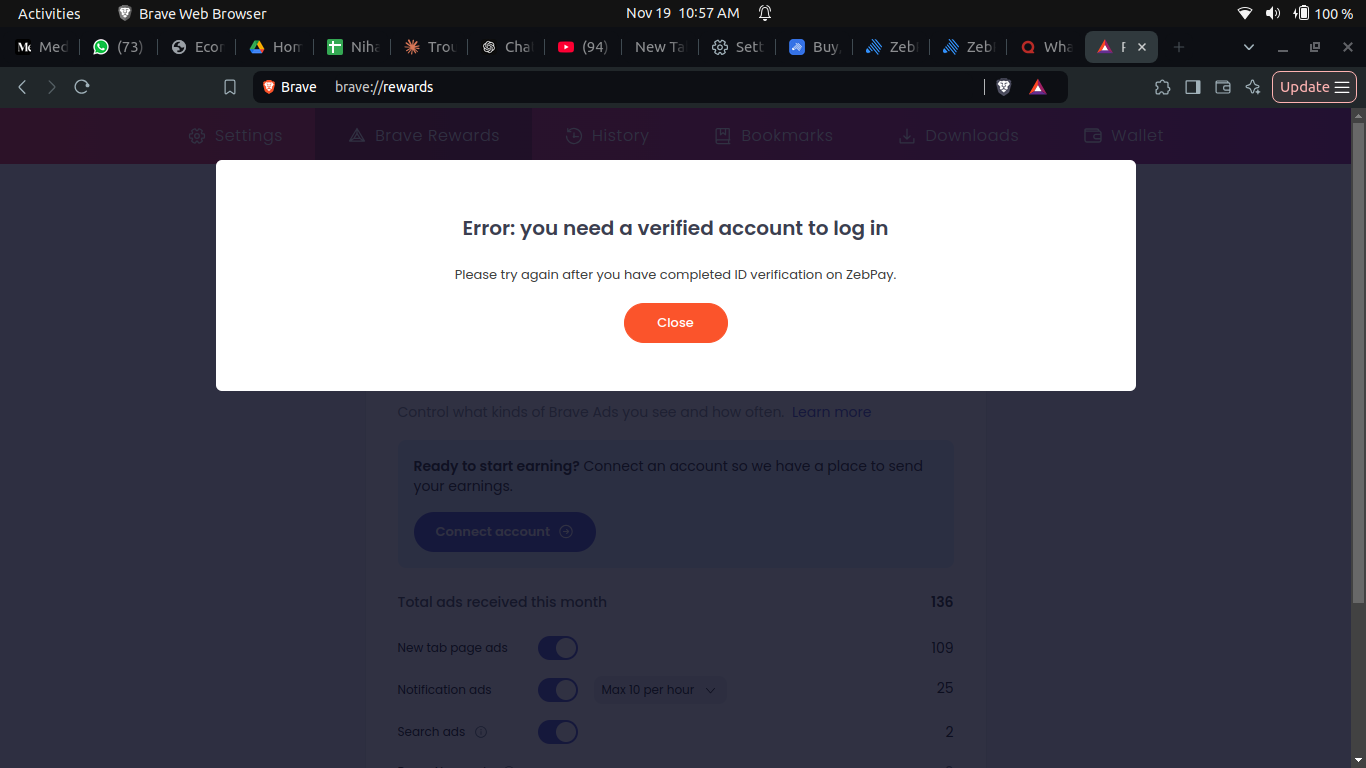 Activities Brave Web Browser Nov 19 10:57 AM 100 %
Med (73) Econ Hom Niha Trou Cha (94) New Ta Sett Buy, Zeb Zeb Wha
Brave brave://rewards Update
Settings Brave Rewards History Bookmarks Downloads Wallet
Error: you need a verified account to log in
Please try again after you have completed ID verification on ZebPay.
Close
Control what kinds of Brave Ads you see and how often. Learn more
Ready to start earning? Connect an account so we have a place to send
your earnings.
Connect account
Total ads received this month 136
New tab page ads 109
Notification ads Max 10 per hour 25
Search ads 2